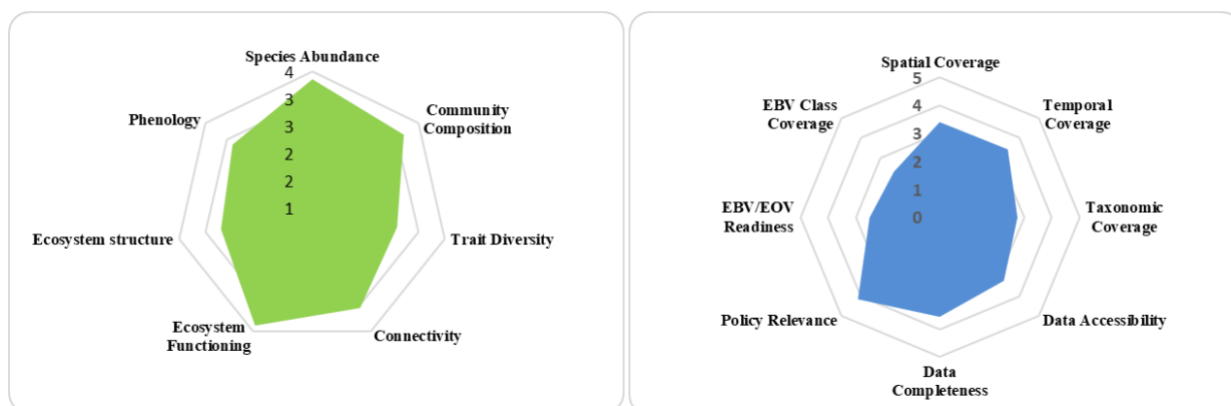 Species Abundance
4
3
3
2
2
1
Community
Composition
Trait Diversity
Connectivity
Ecosystem
Functioning
Ecosystem structure
Phenology
Spatial Coverage
5
4
3
2
1
0
Temporal
Coverage
Taxonomic
Coverage
Data Accessibility
Data
Completeness
Policy Relevance
EBV/EOV
Readiness
EBV Class
Coverage